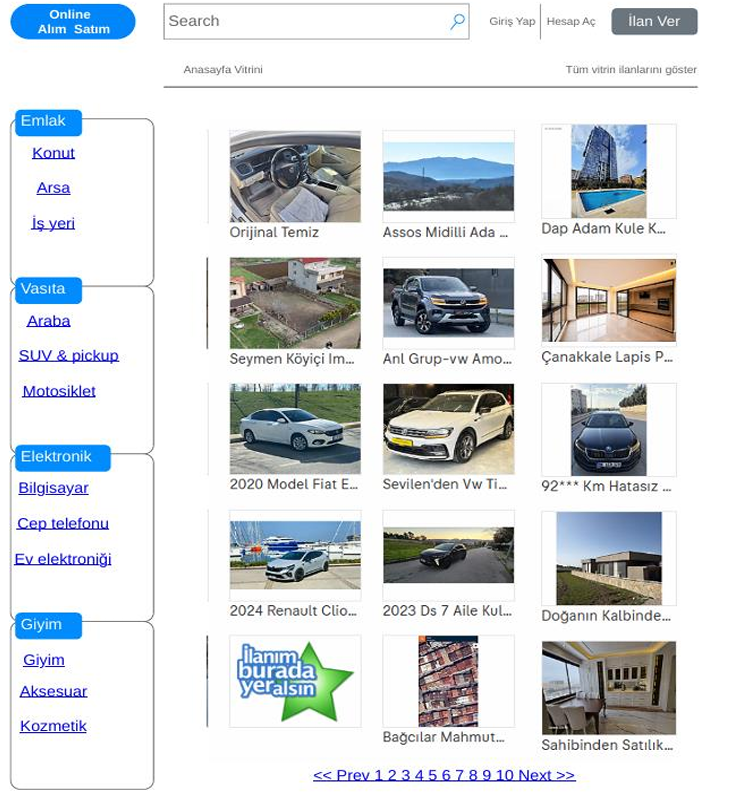 Online
Alım Satım
Search
Giriş Yap
Hesap Aç
İlan Ver
Anasayfa Vitrini
Tüm vitrin ilanlarını göster
Emlak
Konut
Arsa
İş yeri
Vasıta
Araba
SUV & pickup
Motosiklet
Elektronik
Bilgisayar
Cep telefonu
Ev elektroniği
Giyim
Giyim
Aksesuar
Kozmetik
Orijinal Temiz
Assos Midilli Ada ...
Dap Adam Kule K...
Seymen Köyiçi Im...
Anl Grup-vw Amo...
Çanakkale Lapis P...
2020 Model Fiat E...
Sevilen'den Vw Ti...
92*** Km Hatasız ...
2024 Renault Clio...
2023 Ds 7 Aile Kul...
Doğanın Kalbinde...
ilanım
burada
yeralsın
Bağcılar Mahmut...
Sahibinden Satılık...
<< Prev 1 2 3 4 5 6 7 8 9 10 Next >>